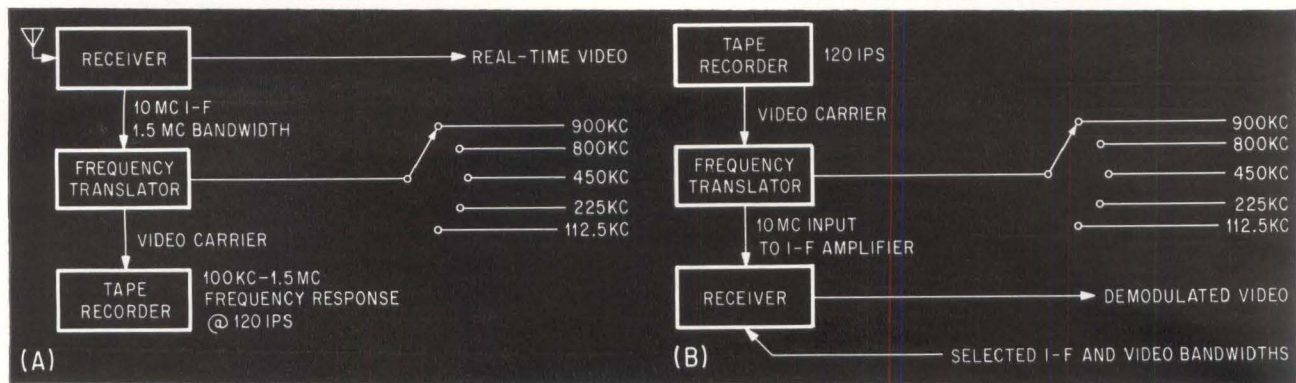 RECEIVER
REAL-TIME VIDEO
10 MC I-F
1.5 MC BANDWIDTH
FREQUENCY
TRANSLATOR
900KC
800KC
450KC
225KC
112.5KC
VIDEO CARRIER
TAPE
RECORDER
100KC-1.5MC
FREQUENCY RESPONSE
@ 120 IPS
(A)
TAPE
RECORDER
120 IPS
VIDEO CARRIER
FREQUENCY
TRANSLATOR
900KC
800KC
450KC
225KC
112.5KC
10 MC INPUT
TO I-F AMPLIFIER
RECEIVER
DEMODULATED VIDEO
SELECTED I-F AND VIDEO BANDWIDTHS
(B)